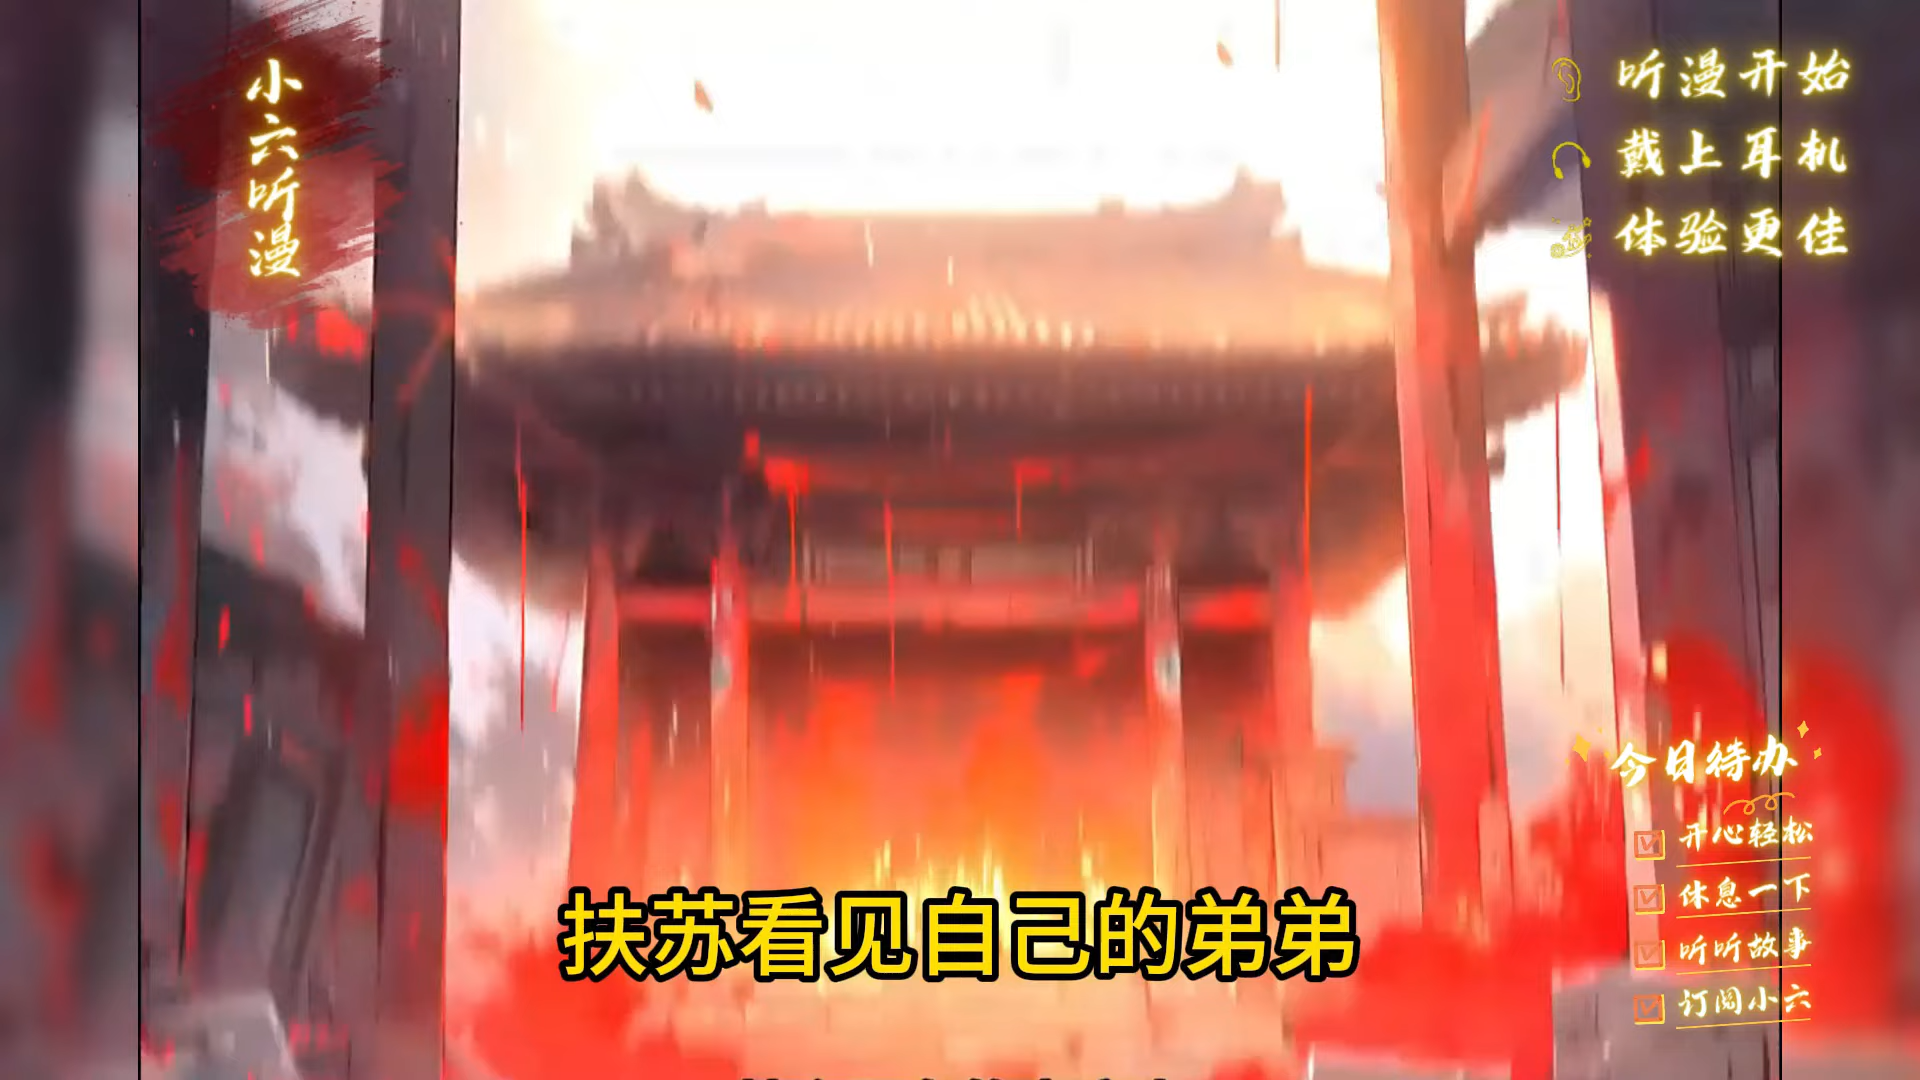 小六听漫
听漫开始
戴上耳机
体验更佳
今日待办
开心轻松
休息一下
听听故事
订阅小六
扶苏看见自己的弟弟